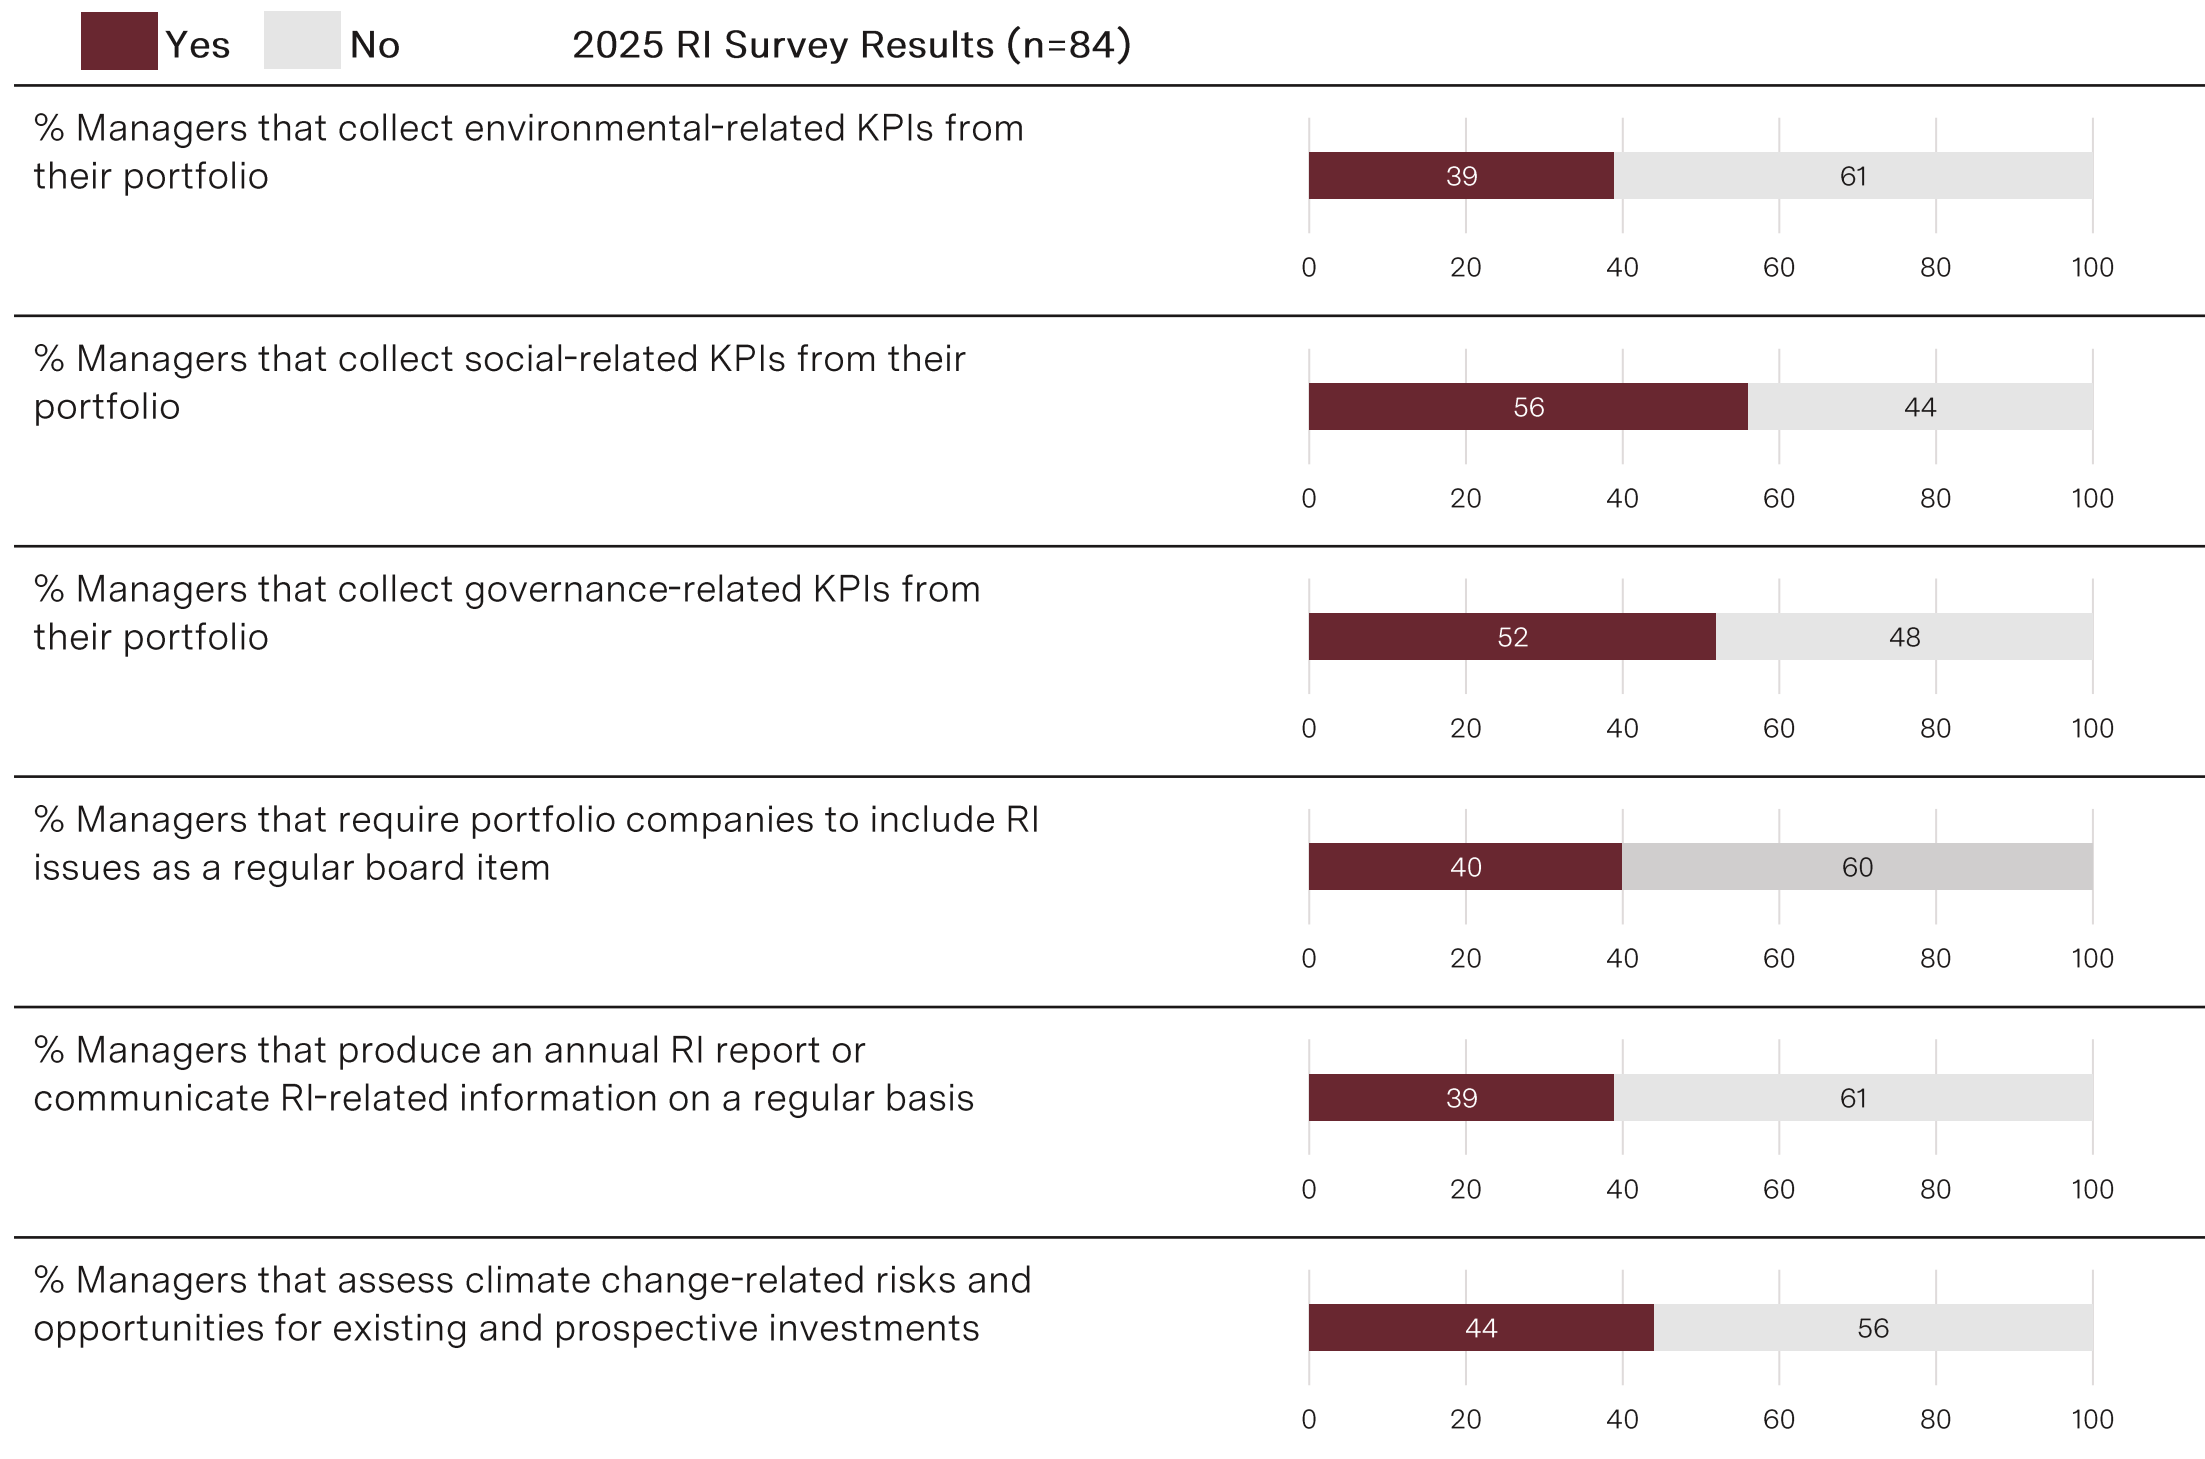 Yes No 2025 RI Survey Results (n=84)
% Managers that collect environmental-related KPIs from
their portfolio
39 61
0 20 40 60 80 100
% Managers that collect social-related KPIs from their
portfolio
56 44
0 20 40 60 80 100
% Managers that collect governance-related KPIs from
their portfolio
52 48
0 20 40 60 80 100
% Managers that require portfolio companies to include RI
issues as a regular board item
40 60
0 20 40 60 80 100
% Managers that produce an annual RI report or
communicate RI-related information on a regular basis
39 61
0 20 40 60 80 100
% Managers that assess climate change-related risks and
opportunities for existing and prospective investments
44 56
0 20 40 60 80 100